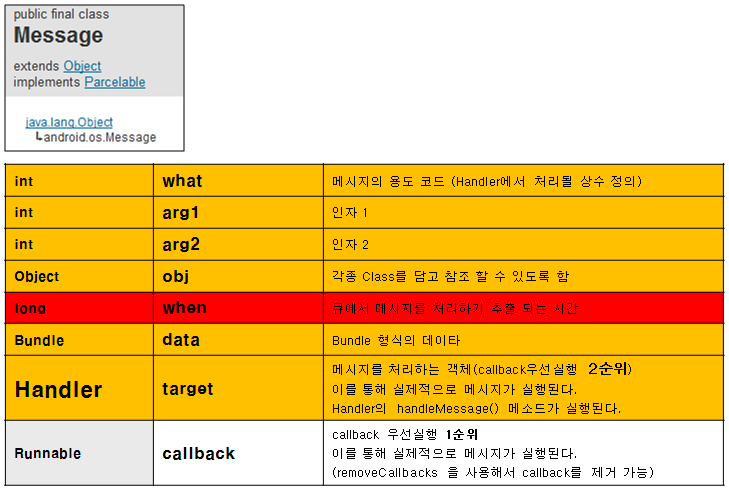 public final class
Message
extends Object
implements Parcelable
java.lang.Object
↳android.os.Message
int what 메시지의 용도 코드 (Handler에서 처리될 상수 정의)
int arg1 인자 1
int arg2 인자 2
Object obj 각종 Class를 담고 참조 할 수 있도록 함
long when 큐에서 메시지를 처리하기 추출 되는 시간
Bundle data Bundle 형식의 데이타
Handler target 메시지를 처리하는 객체(callback우선실행 2순위)
이를 통해 실제적으로 메시지가 실행된다.
Handler의 handleMessage() 메소드가 실행된다.
Runnable callback callback 우선실행 1순위
이를 통해 실제적으로 메시지가 실행된다.
(removeCallbacks 을 사용해서 callback를 제거 가능)